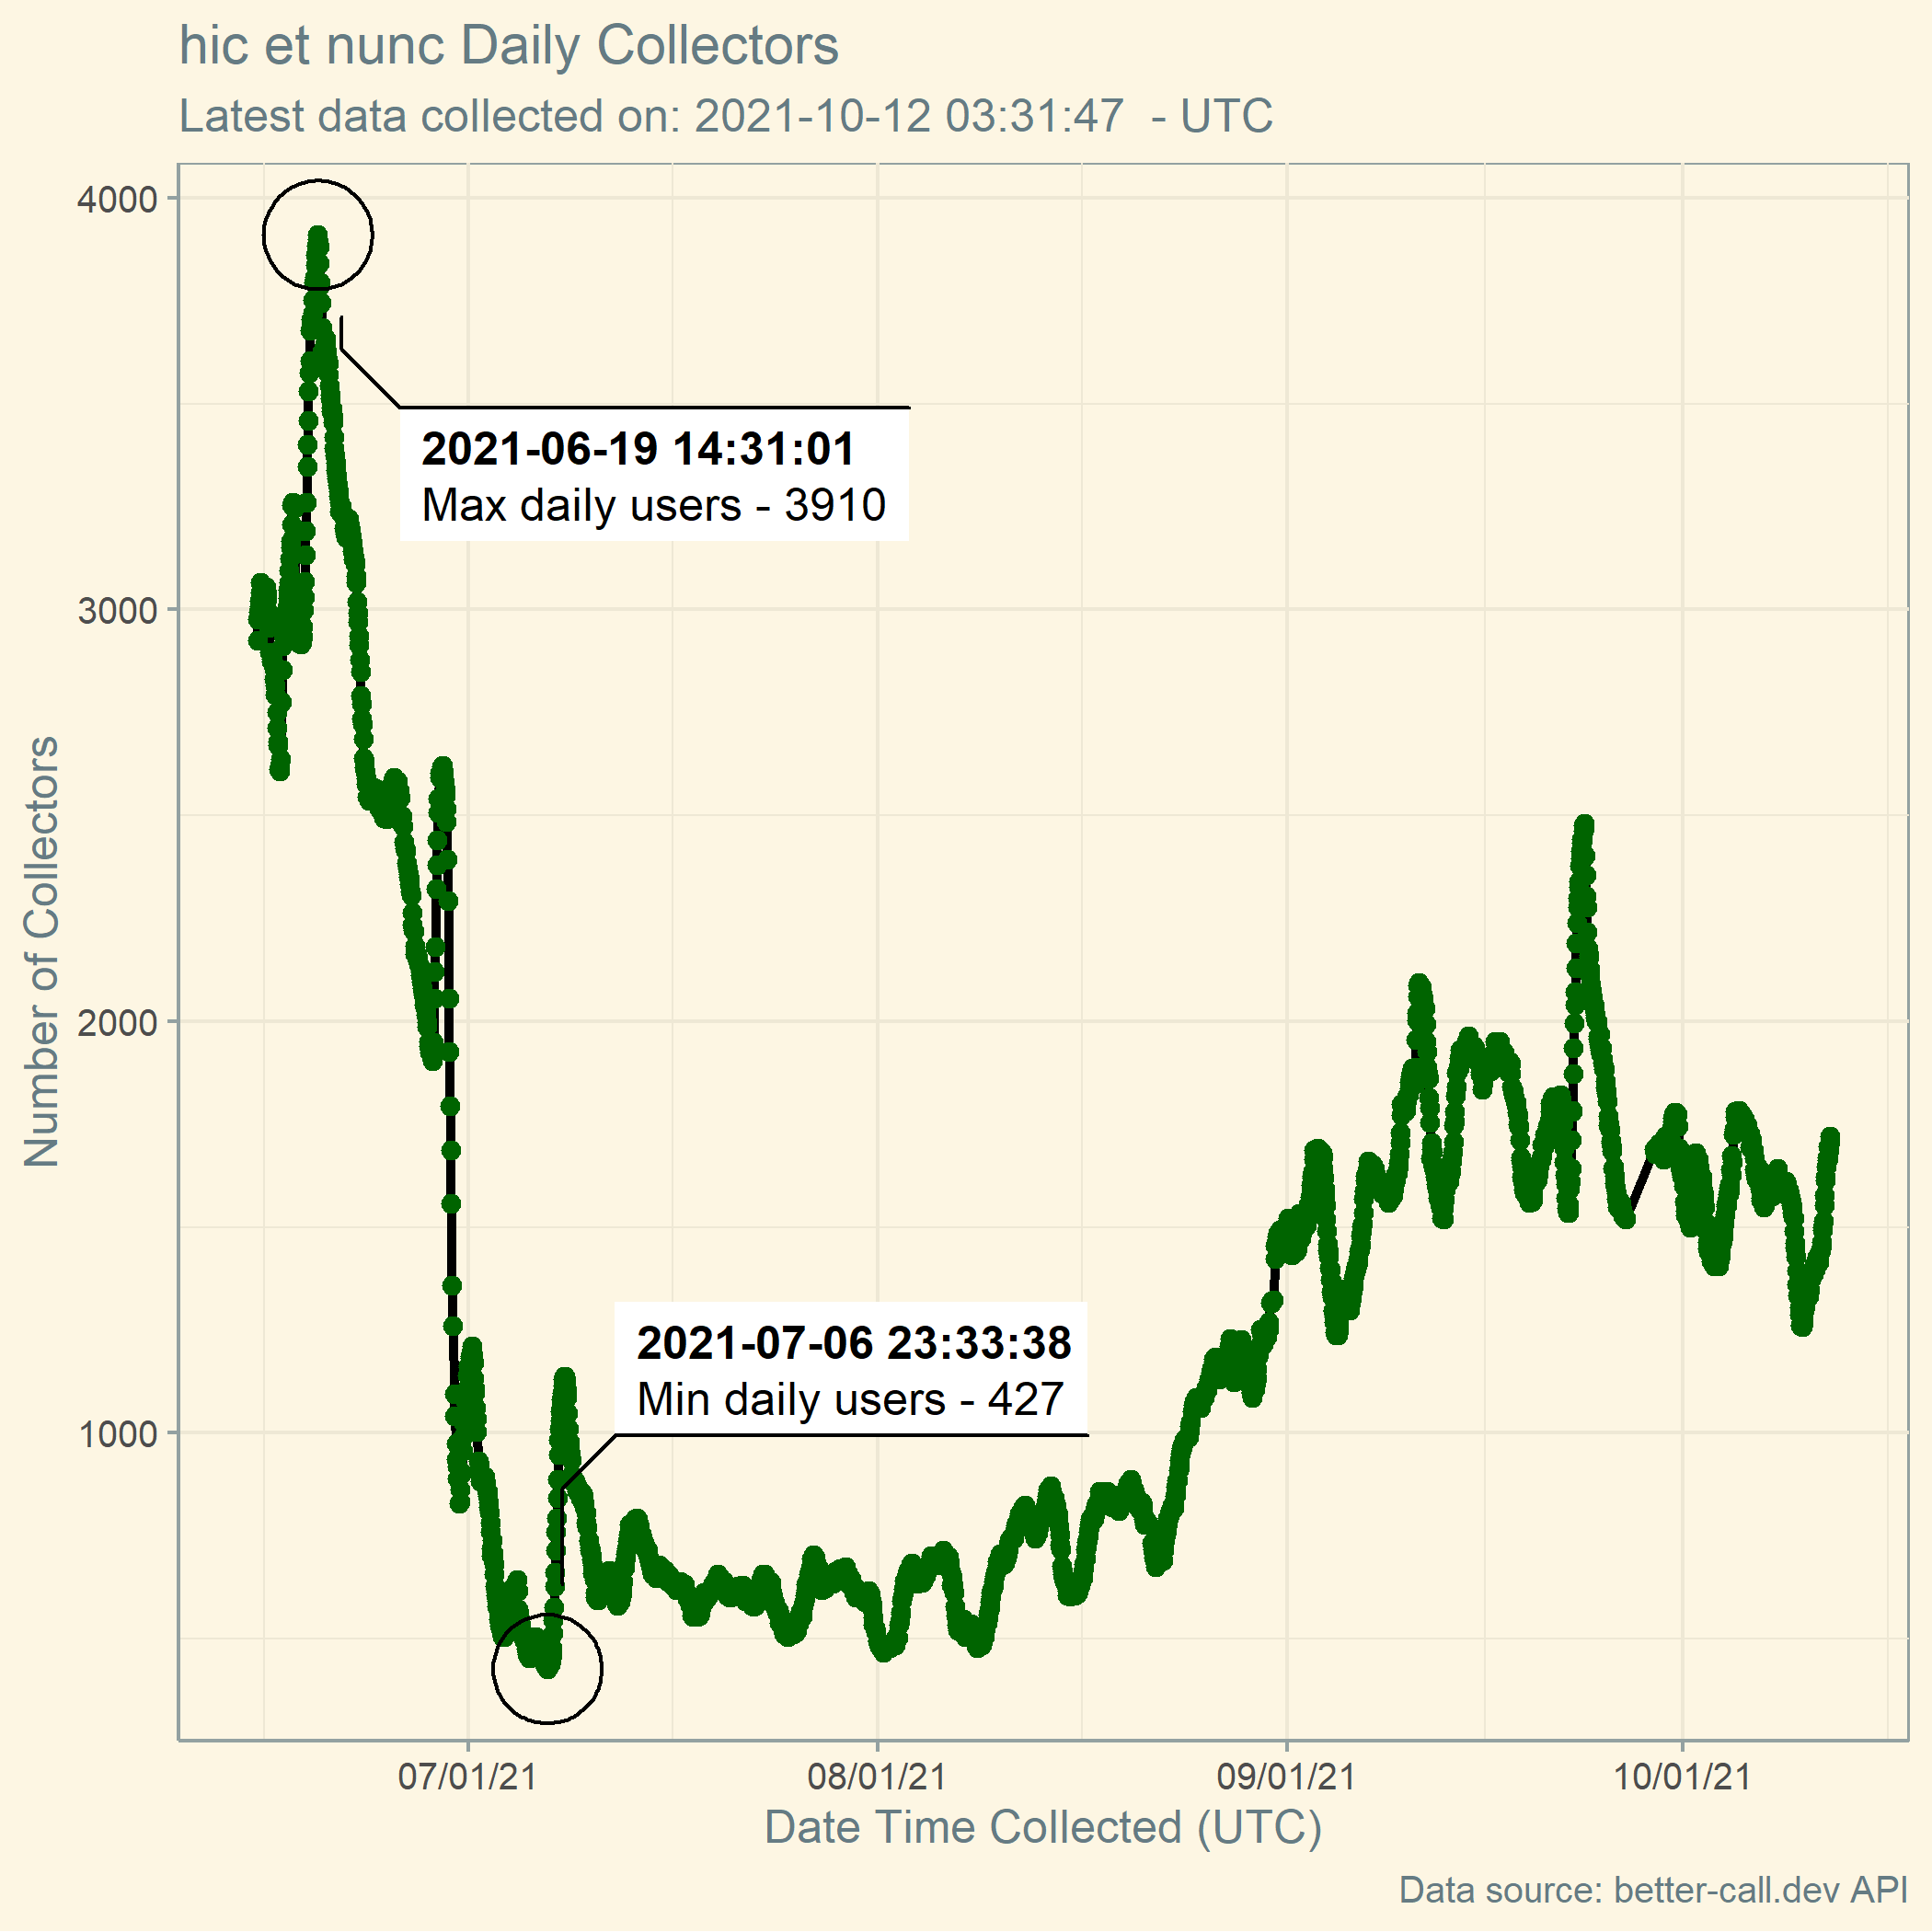 hic et nunc Daily Collectors
Latest data collected on: 2021-10-12 03:31:47  - UTC
4000
3000
2000
1000
Number of Collectors
2021-06-19 14:31:01
Max daily users - 3910
2021-07-06 23:33:38
Min daily users - 427
07/01/21
08/01/21
09/01/21
10/01/21
Date Time Collected (UTC)
Data source: better-call.dev API